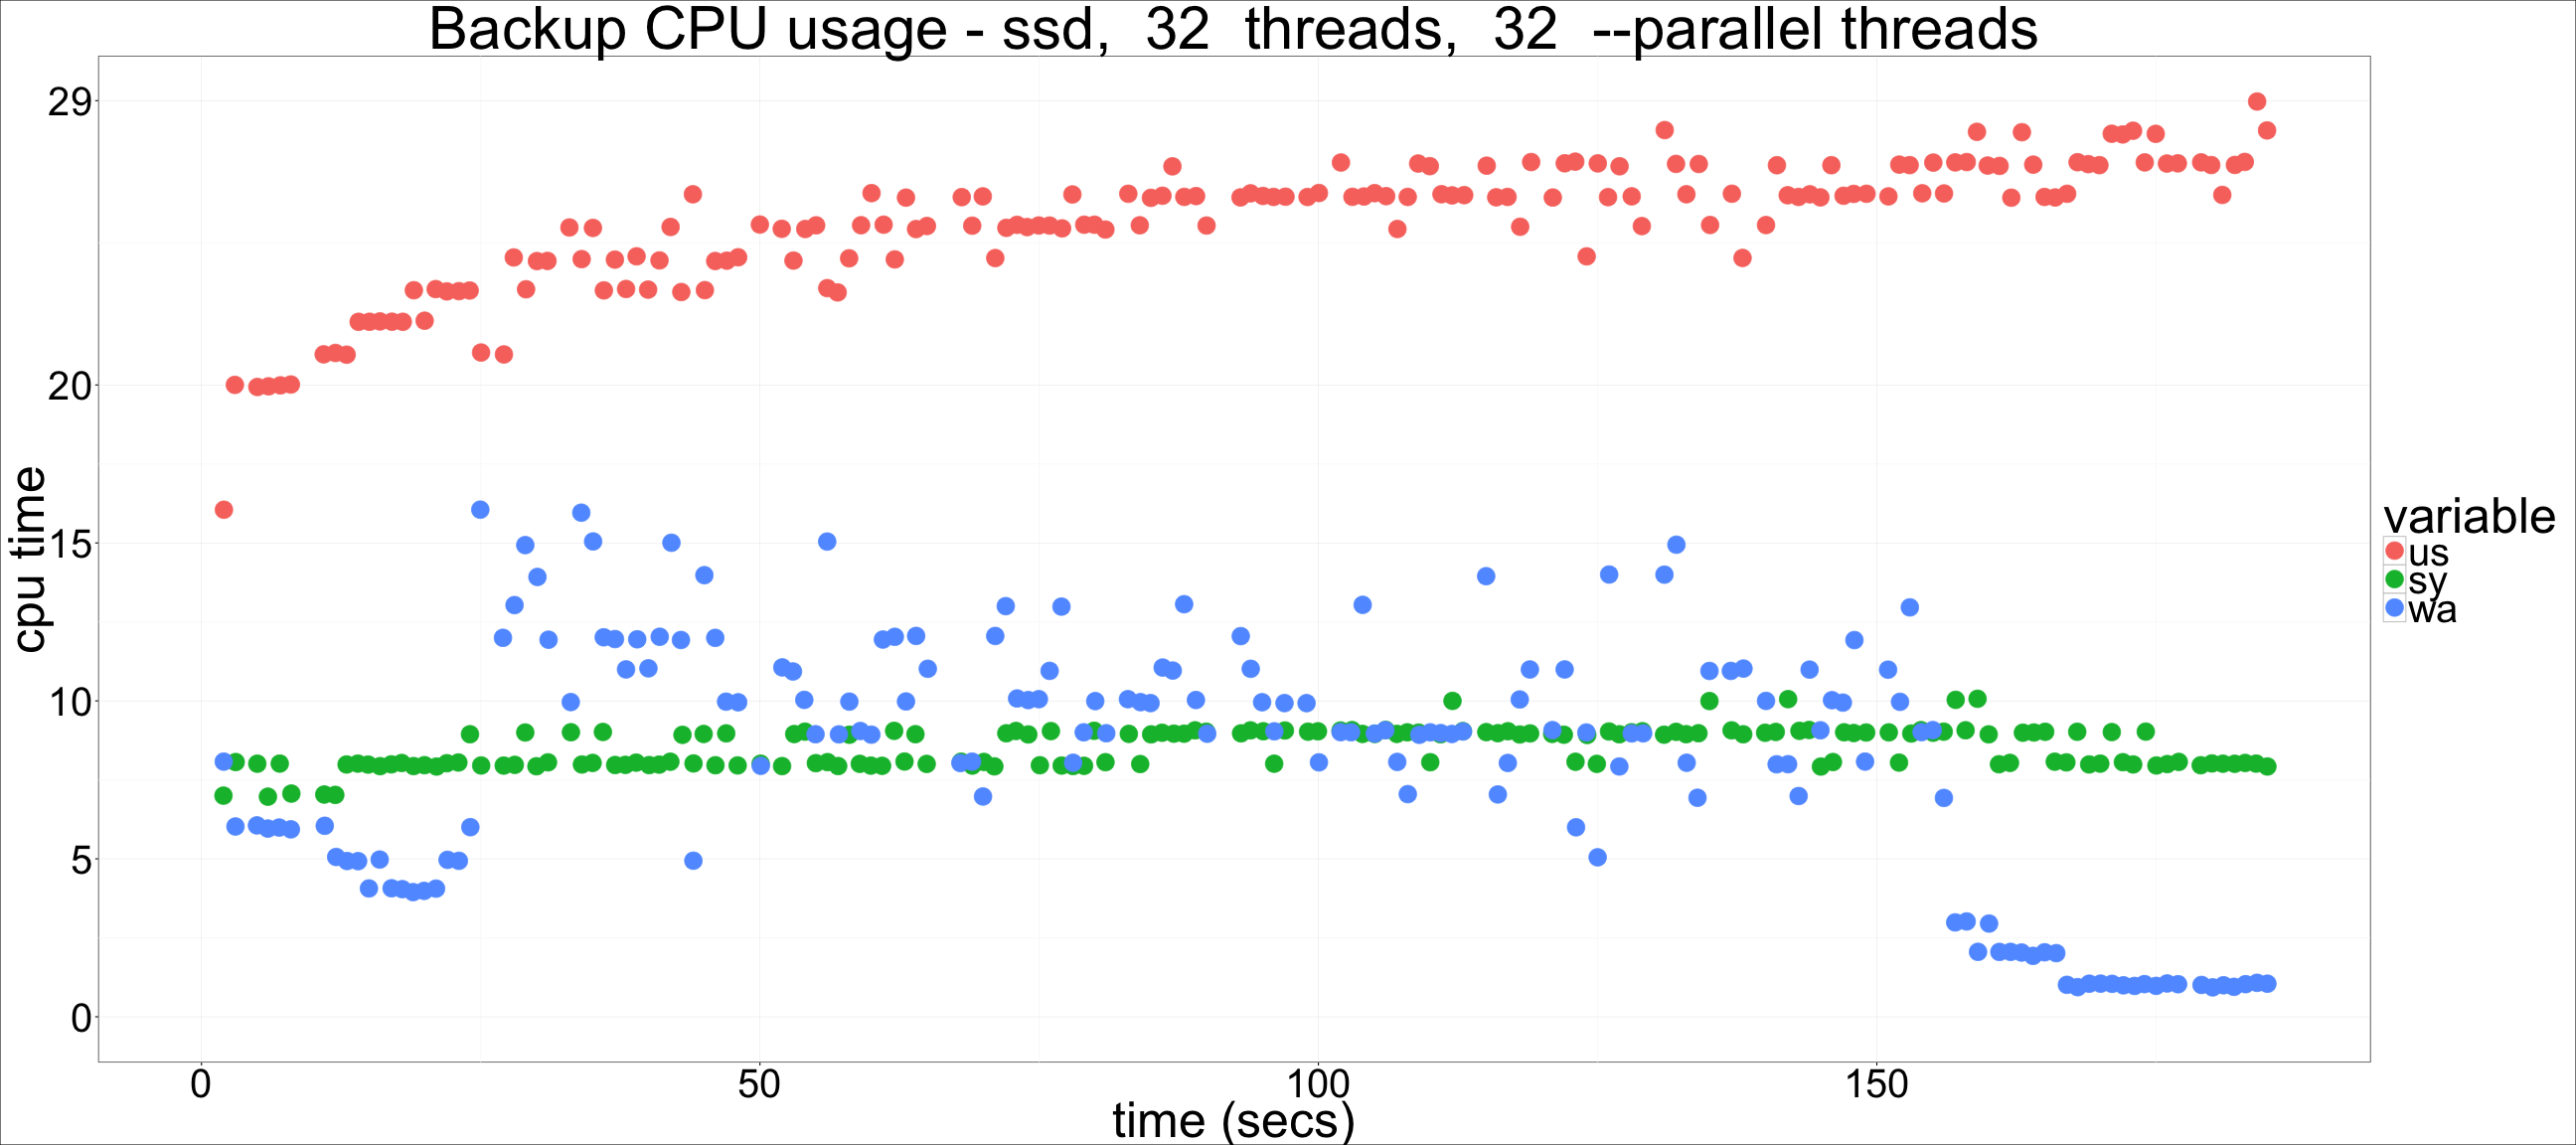 Backup CPU usage - ssd,  32  threads,  32  --parallel threads
29
20
15
10
5
0
cpu time
0 50 100 150
time (secs)
variable
us
sy
wa